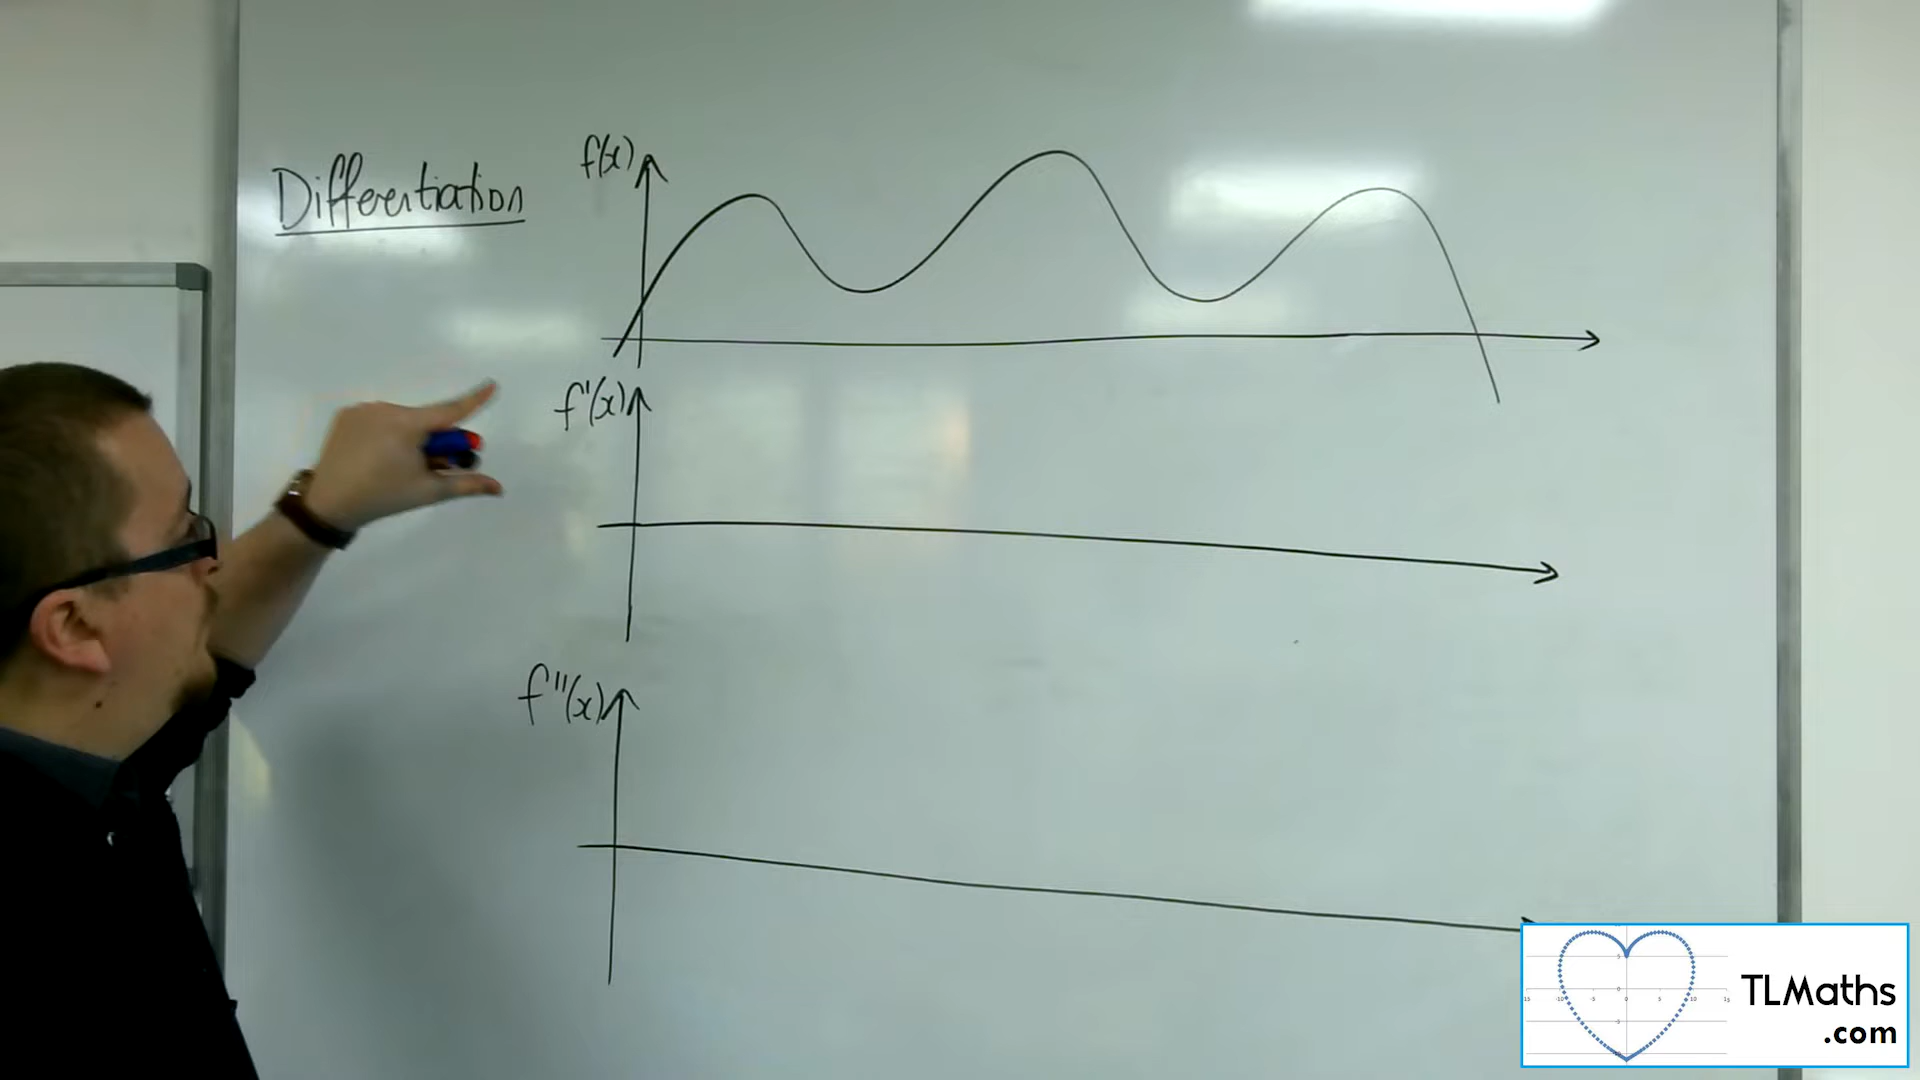 Differentiation
f(x)
f'(x)
f''(x)
TLMaths
.com